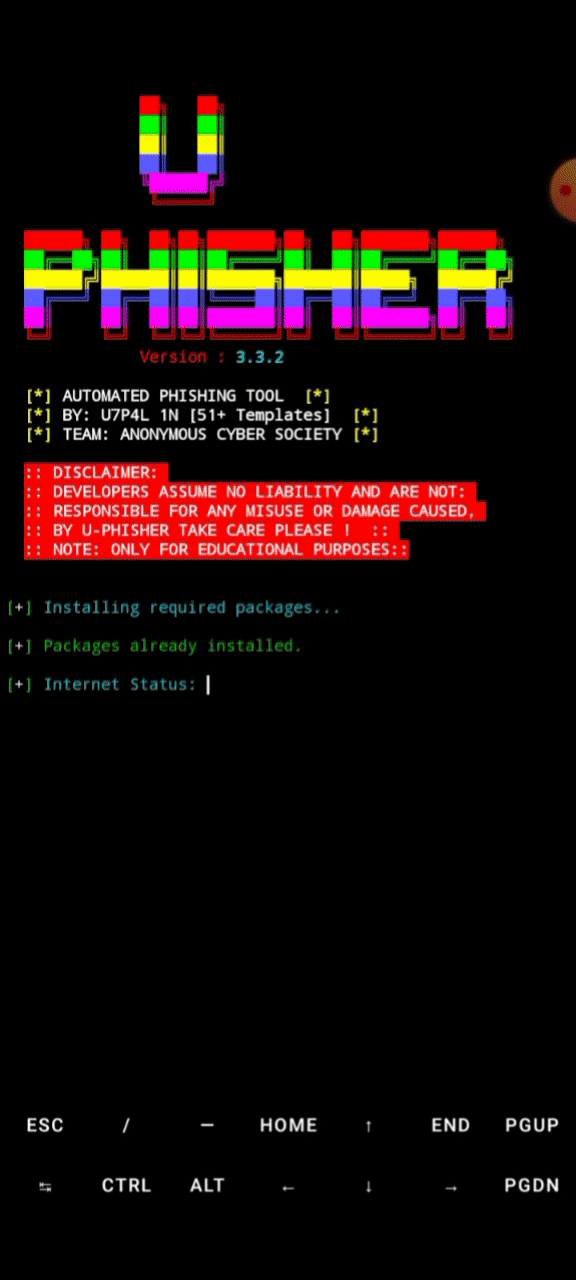 U
PHISHER
Version : 3.3.2
[*] AUTOMATED PHISHING TOOL [*]
[*] BY: U7P4L 1N [51+ Templates] [*]
[*] TEAM: ANONYMOUS CYBER SOCIETY [*]
:: DISCLAIMER:
:: DEVELOPERS ASSUME NO LIABILITY AND ARE NOT:
:: RESPONSIBLE FOR ANY MISUSE OR DAMAGE CAUSED,
:: BY U-PHISHER TAKE CARE PLEASE ! ::
:: NOTE: ONLY FOR EDUCATIONAL PURPOSES::
[+] Installing required packages...
[+] Packages already installed.
[+] Internet Status:
ESC / — HOME ↑ END PGUP
↹ CTRL ALT ← ↓ → PGDN